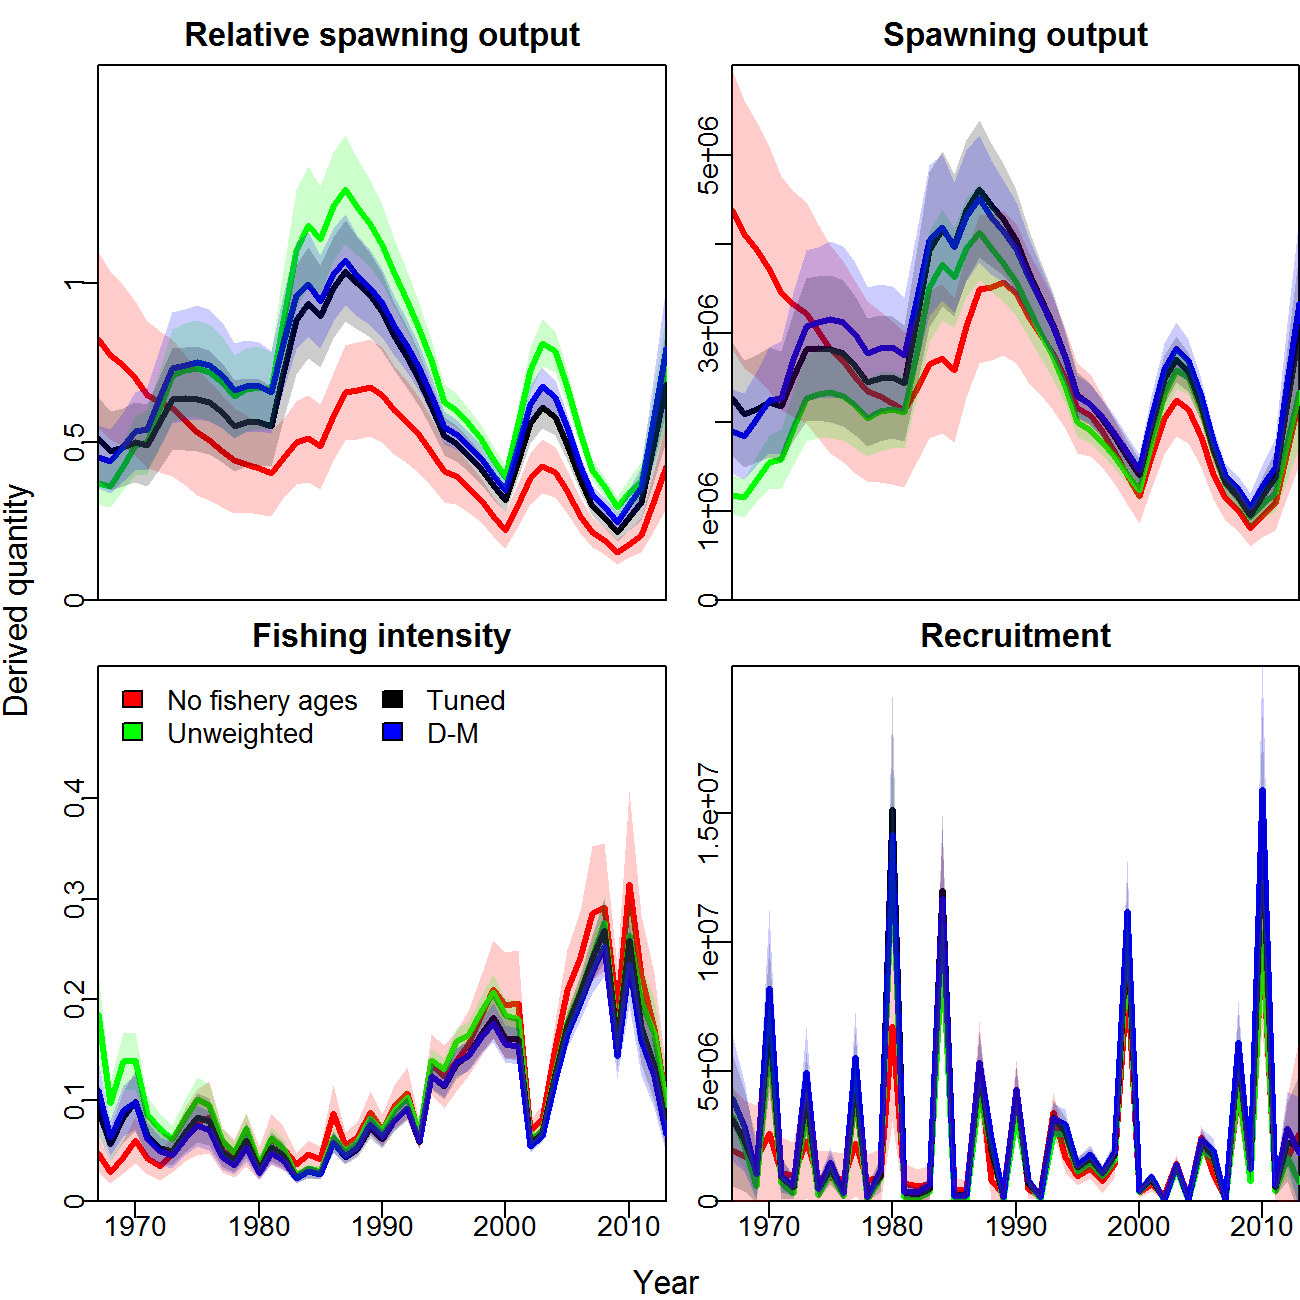 Relative spawning output
Spawning output
0 0.5 1
0 1e+06 3e+06 5e+06
Derived quantity
Fishing intensity
Recruitment
No fishery ages
Tuned
Unweighted
D-M
0 0.1 0.2 0.3 0.4
0 5e+06 1e+07 1.5e+07
1970 1980 1990 2000 2010
1970 1980 1990 2000 2010
Year